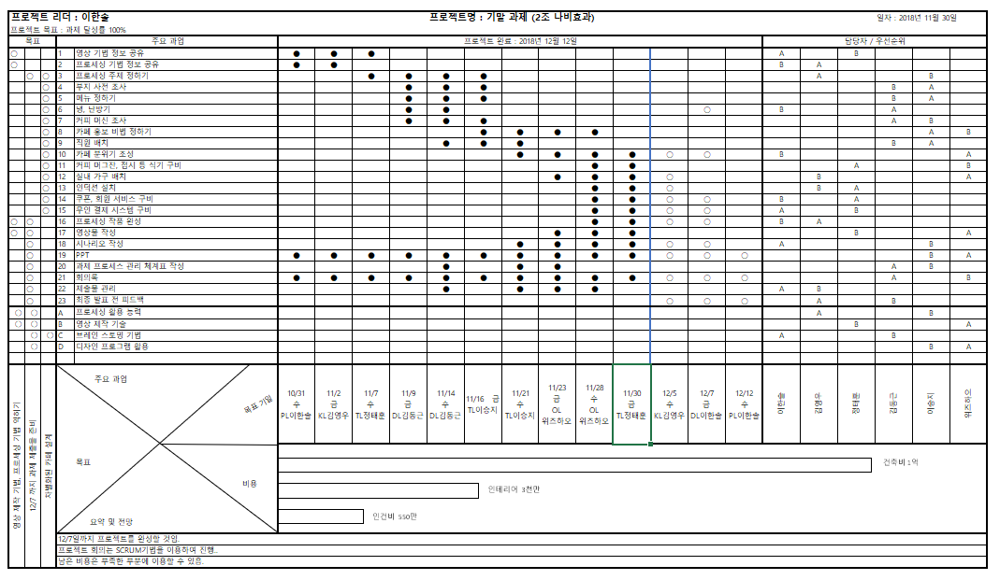 프로젝트 리더 : 이한솔 프로젝트명 : 기말 과제 (2조 나비효과) 일자 : 2018년 11월 30일
프로젝트 목표 : 과제 달성률 100%
목표 주요 과업 프로젝트 완료 : 2018년 12월 12일 담당자 / 우선순위
○ 1 영상 기법 정보 공유 ● ● ● A B
○ 2 프로세싱 기법 정보 공유 ● ● B A
○ ○ 3 프로세싱 주제 정하기 ● ● ● ● A B
○ 4 부지 사전 조사 ● ● ● B A
○ 5 메뉴 정하기 ● ● ● B A
○ 6 냉, 난방기 ● ● ○ B A
○ 7 커피 머신 조사 ● ● ● A B
○ 8 카페 홍보 비법 정하기 ● ● ● ● A B
○ 9 직원 배치 ● ● ● B A
○ 10 카페 분위기 조성 ● ● ● ● ○ ○ B A
○ 11 커피 머그잔, 접시 등 식기 구비 ● ● A B
○ 12 실내 가구 배치 ● ● ● ○ B A
○ 13 인덕션 설치 ● ● ○ B A
○ 14 쿠폰, 회원 서비스 구비 ● ● ○ ○ B A
○ 15 무인 결제 시스템 구비 ● ● ○ ○ A B
○ ○ 16 프로세싱 작품 완성 ● ● ○ ○ B A
○ ○ 17 영상물 작성 ● ● ● B A
○ 18 시나리오 작성 ● ● ● ● ○ ○ A B
○ 19 PPT ● ● ● ● ● ● ● ● ● ● ○ ○ ○ B A
○ 20 과제 프로세스 관리 체계표 작성 ● ● ● A B
○ 21 회의록 ● ● ● ● ● ● ● ● ● ● ○ ○ ○ A B
○ 22 제출물 관리 ● ● ● ● A B
○ 23 최종 발표 전 피드백 ○ ○ ○ A B
○ ○ A 프로세싱 활용 능력 A B
○ ○ B 영상 제작 기술 B A
○ ○ C 브레인 스토밍 기법 A B
○ D 디자인 프로그램 활용 B A
영상 제작 기법, 프로세싱 기법 익히기
12/7 까지 과제 제출물 준비
차별화된 카페 설계
주요 과업
목표 기일
목표
비용
요약 및 전망
10/31 수 PL이한솔
11/2 금 KL김영우
11/7 수 TL정태훈
11/9 금 DL김동근
11/14 수 DL김동근
11/16 금 TL이승지
11/21 수 TL이승지
11/23 금 OL 위즈하오
11/28 수 OL 위즈하오
11/30 금 TL정태훈
12/5 수 KL김영우
12/7 금 DL이한솔
12/12 수 PL이한솔
이한솔
김영우
정태훈
김동근
이승지
위즈하오
건축비 1억
인테리어 3천만
인건비 550만
12/7일까지 프로젝트를 완성할 것임.
프로젝트 회의는 SCRUM기법을 이용하여 진행..
남은 비용은 부족한 부분에 이용할 수 있음.